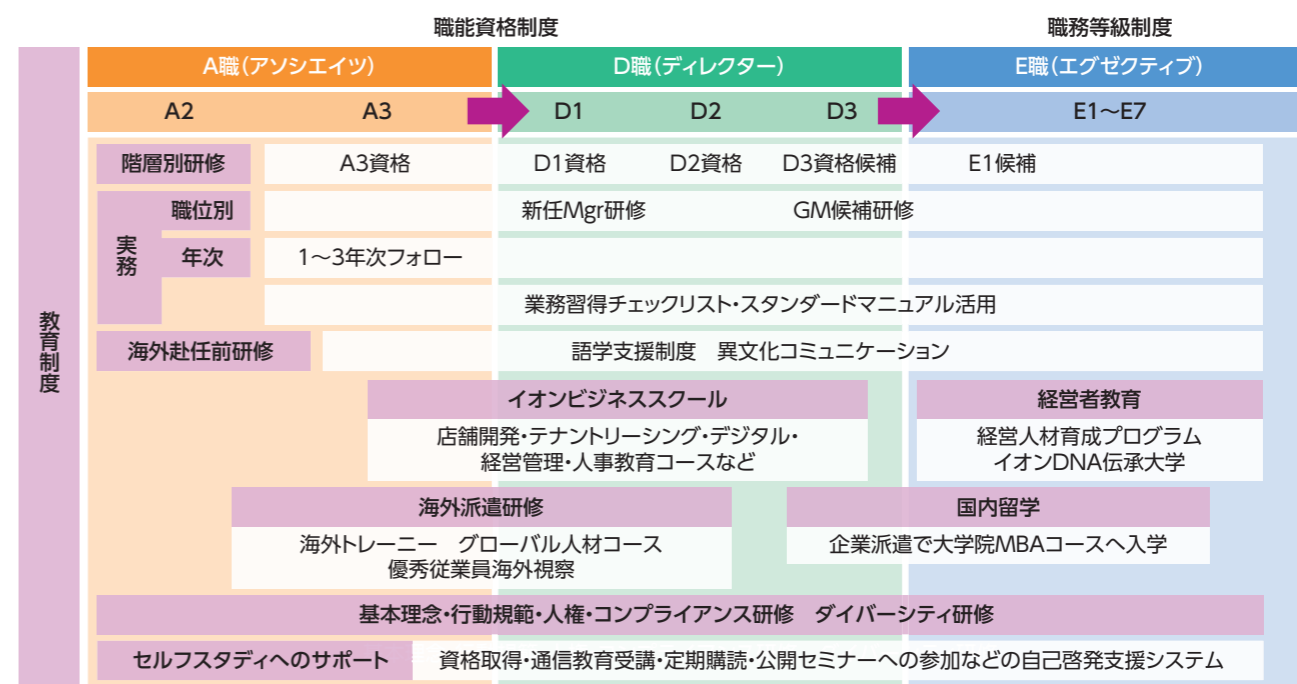 職能資格制度
職務等級制度
A職(アソシエイツ)
D職(ディレクター)
E職(エグゼクティブ)
A2
A3
D1
D2
D3
E1〜E7
教育制度
階層別研修
A3資格
D1資格
D2資格
D3資格候補
E1候補
実務
職位別
新任Mgr研修
GM候補研修
年次
1〜3年次フォロー
業務習得チェックリスト・スタンダードマニュアル活用
海外赴任前研修
語学支援制度 異文化コミュニケーション
イオンビジネススクール
店舗開発・テナントリーシング・デジタル・
経営管理・人事教育コースなど
経営者教育
経営人材育成プログラム
イオンDNA伝承大学
海外派遣研修
海外トレーニー グローバル人材コース
優秀従業員海外視察
国内留学
企業派遣で大学院MBAコースへ入学
基本理念・行動規範・人権・コンプライアンス研修 ダイバーシティ研修
セルフスタディへのサポート
資格取得・通信教育受講・定期購読・公開セミナーへの参加などの自己啓発支援システム